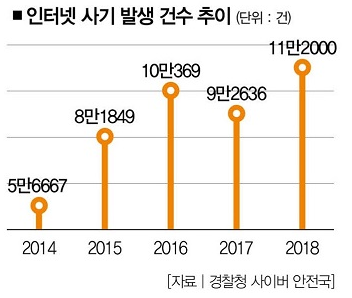 ■ 인터넷 사기 발생 건수 추이 (단위 : 건)
11만2000
10만369
9만2636
8만1849
5만6667
2014 2015 2016 2017 2018
[자료 | 경찰청 사이버 안전국]